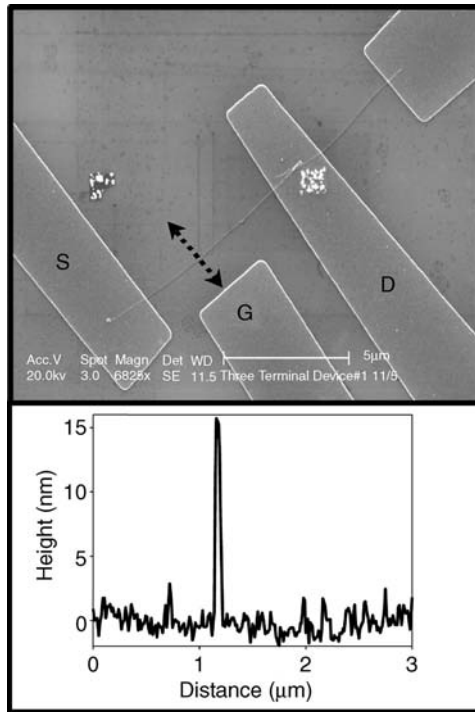 S
G
D
5µm
Acc.V Spot Magn Det WD
20.0kv 3.0 6825x SE 11.5 Three Terminal Device#1 11/5
15
10
5
0
Height (nm)
0 1 2 3
Distance (µm)